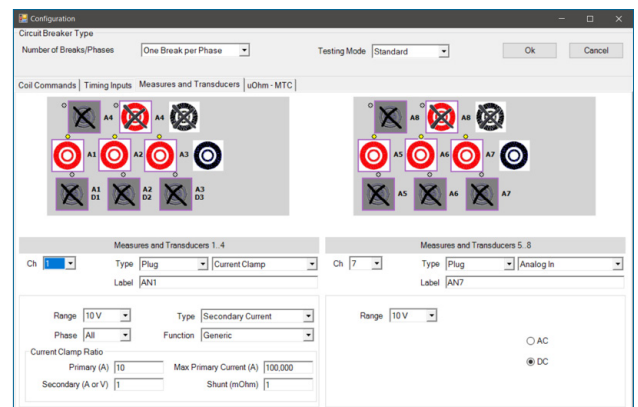 Configuration
Circuit Breaker Type
Number of Breaks/Phases One Break per Phase Testing Mode Standard Ok Cancel
Coil Commands Timing Inputs Measures and Transducers uOhm - MTC
A4 A4 A8 A8
A1 A2 A3 A5 A6 A7
A1 D1 A2 D2 A3 D3 A5 A6 A7
Measures and Transducers 1..4 Measures and Transducers 5..8
Ch 1 Type Plug Current Clamp Ch 7 Type Plug Analog In
Label AN1 Label AN7
Range 10 V Type Secondary Current Range 10 V
Phase All Function Generic
AC
Current Clamp Ratio
DC
Primary (A) 10 Max Primary Current (A) 100,000
Secondary (A or V) 1 Shunt (mOhm) 1